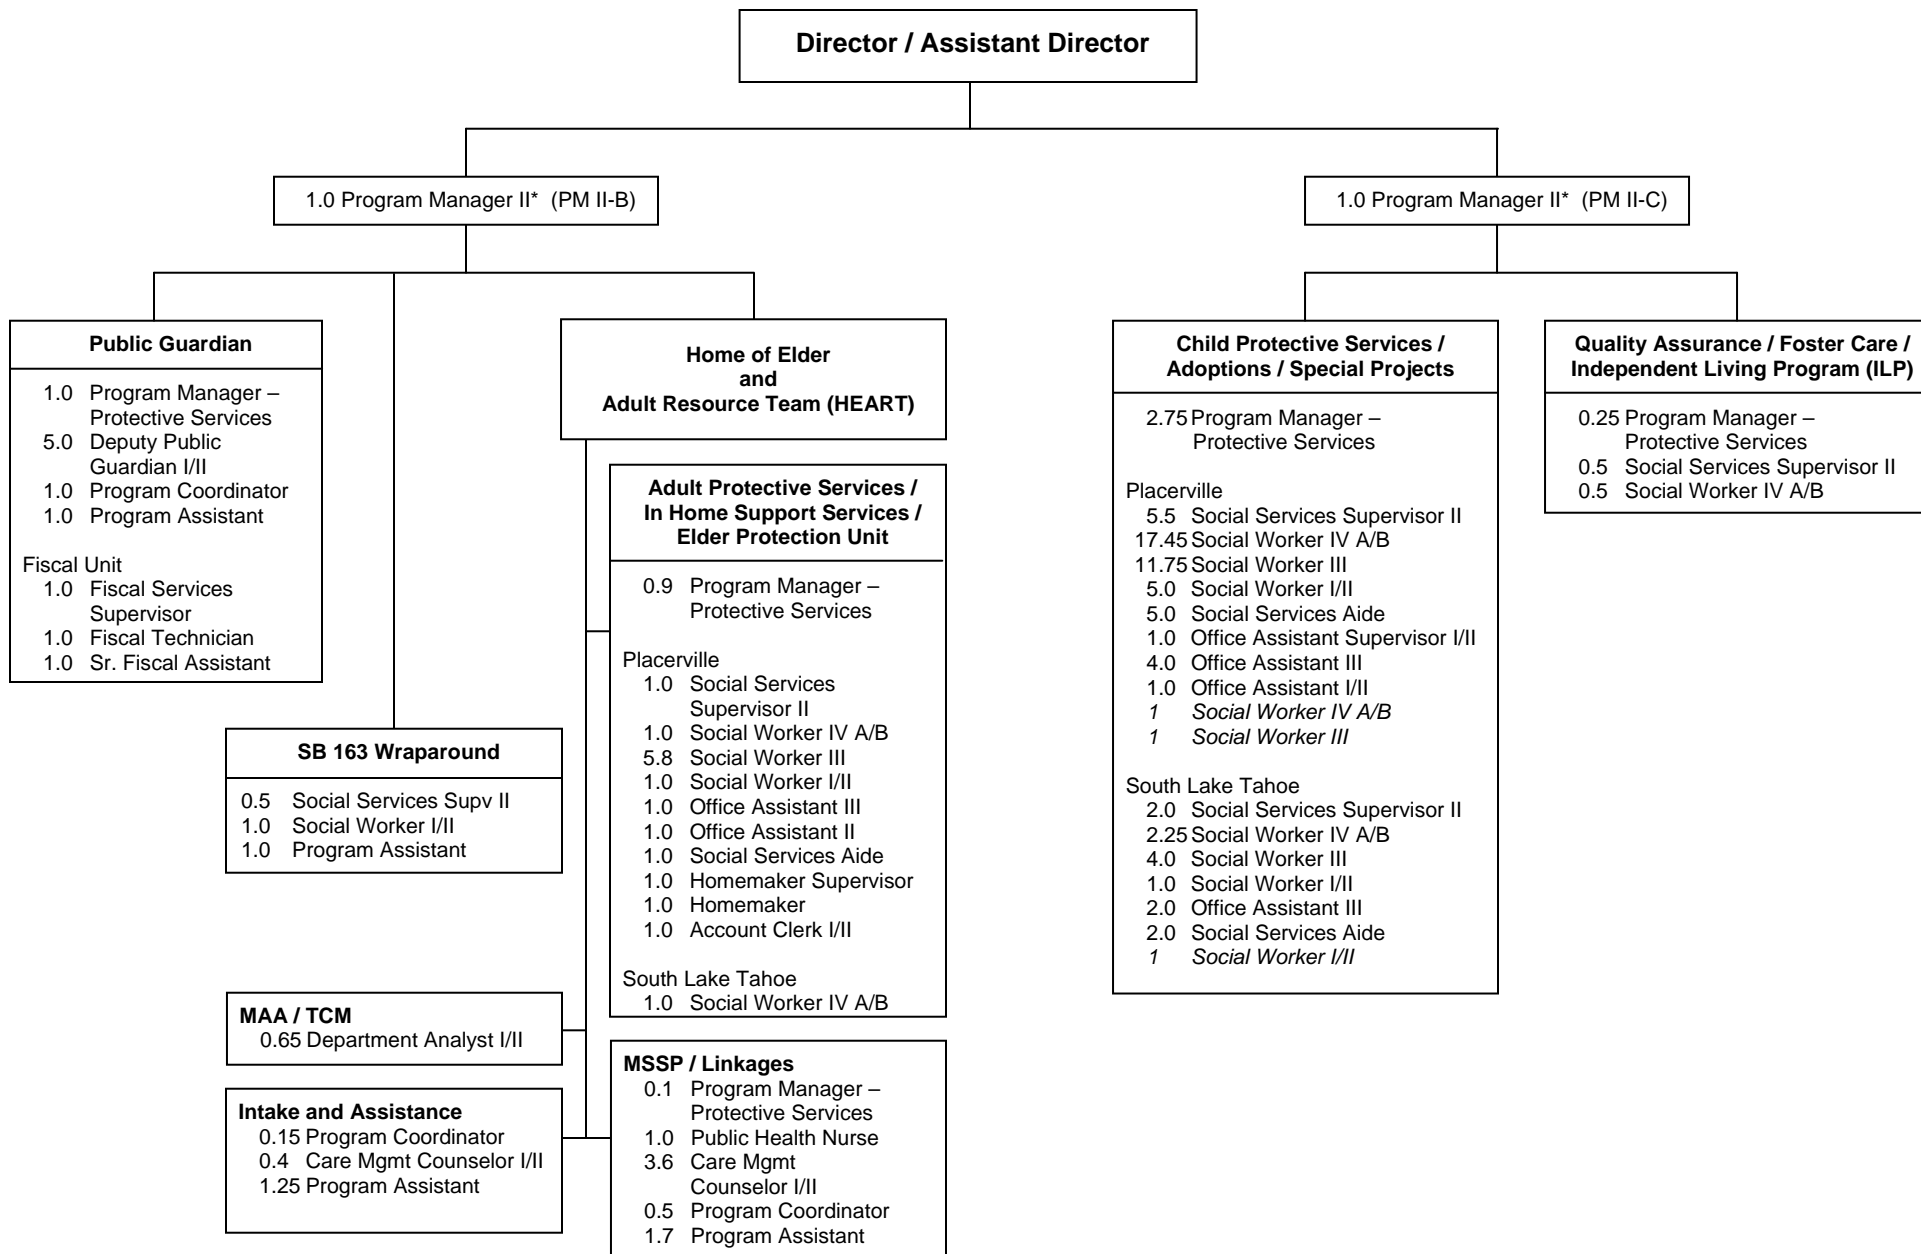 Director / Assistant Director
1.0 Program Manager II*  (PM II-B)
1.0 Program Manager II*  (PM II-C)
Public Guardian
1.0 Program Manager –
Protective Services
5.0 Deputy Public
Guardian I/II
1.0 Program Coordinator
1.0 Program Assistant
Fiscal Unit
1.0 Fiscal Services
Supervisor
1.0 Fiscal Technician
1.0 Sr. Fiscal Assistant
SB 163 Wraparound
0.5 Social Services Supv II
1.0 Social Worker I/II
1.0 Program Assistant
Home of Elder
and
Adult Resource Team (HEART)
Adult Protective Services /
In Home Support Services /
Elder Protection Unit
0.9 Program Manager –
Protective Services
Placerville
1.0 Social Services
Supervisor II
1.0 Social Worker IV A/B
5.8 Social Worker III
1.0 Social Worker I/II
1.0 Office Assistant III
1.0 Office Assistant II
1.0 Social Services Aide
1.0 Homemaker Supervisor
1.0 Homemaker
1.0 Account Clerk I/II
South Lake Tahoe
1.0 Social Worker IV A/B
MAA / TCM
0.65 Department Analyst I/II
Intake and Assistance
0.15 Program Coordinator
0.4 Care Mgmt Counselor I/II
1.25 Program Assistant
MSSP / Linkages
0.1 Program Manager –
Protective Services
1.0 Public Health Nurse
3.6 Care Mgmt
Counselor I/II
0.5 Program Coordinator
1.7 Program Assistant
Child Protective Services /
Adoptions / Special Projects
2.75 Program Manager –
Protective Services
Placerville
5.5 Social Services Supervisor II
17.45 Social Worker IV A/B
11.75 Social Worker III
5.0 Social Worker I/II
5.0 Social Services Aide
1.0 Office Assistant Supervisor I/II
4.0 Office Assistant III
1.0 Office Assistant I/II
1 Social Worker IV A/B
1 Social Worker III
South Lake Tahoe
2.0 Social Services Supervisor II
2.25 Social Worker IV A/B
4.0 Social Worker III
1.0 Social Worker I/II
2.0 Office Assistant III
2.0 Social Services Aide
1 Social Worker I/II
Quality Assurance / Foster Care /
Independent Living Program (ILP)
0.25 Program Manager –
Protective Services
0.5 Social Services Supervisor II
0.5 Social Worker IV A/B